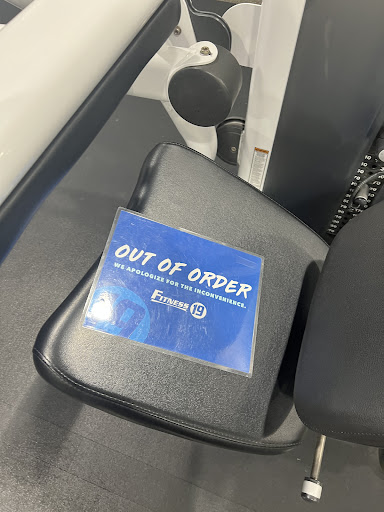 OUT OF ORDER
WE APOLOGIZE FOR THE INCONVENIENCE.
FITNESS 19